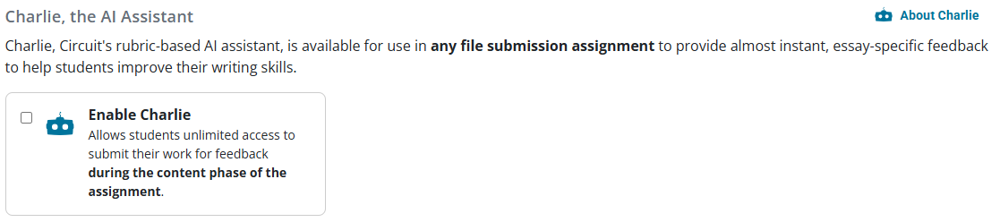 Charlie, the AI Assistant
About Charlie
Charlie, Circuit's rubric-based AI assistant, is available for use in any file submission assignment to provide almost instant, essay-specific feedback
to help students improve their writing skills.
Enable Charlie
Allows students unlimited access to
submit their work for feedback
during the content phase of the
assignment.